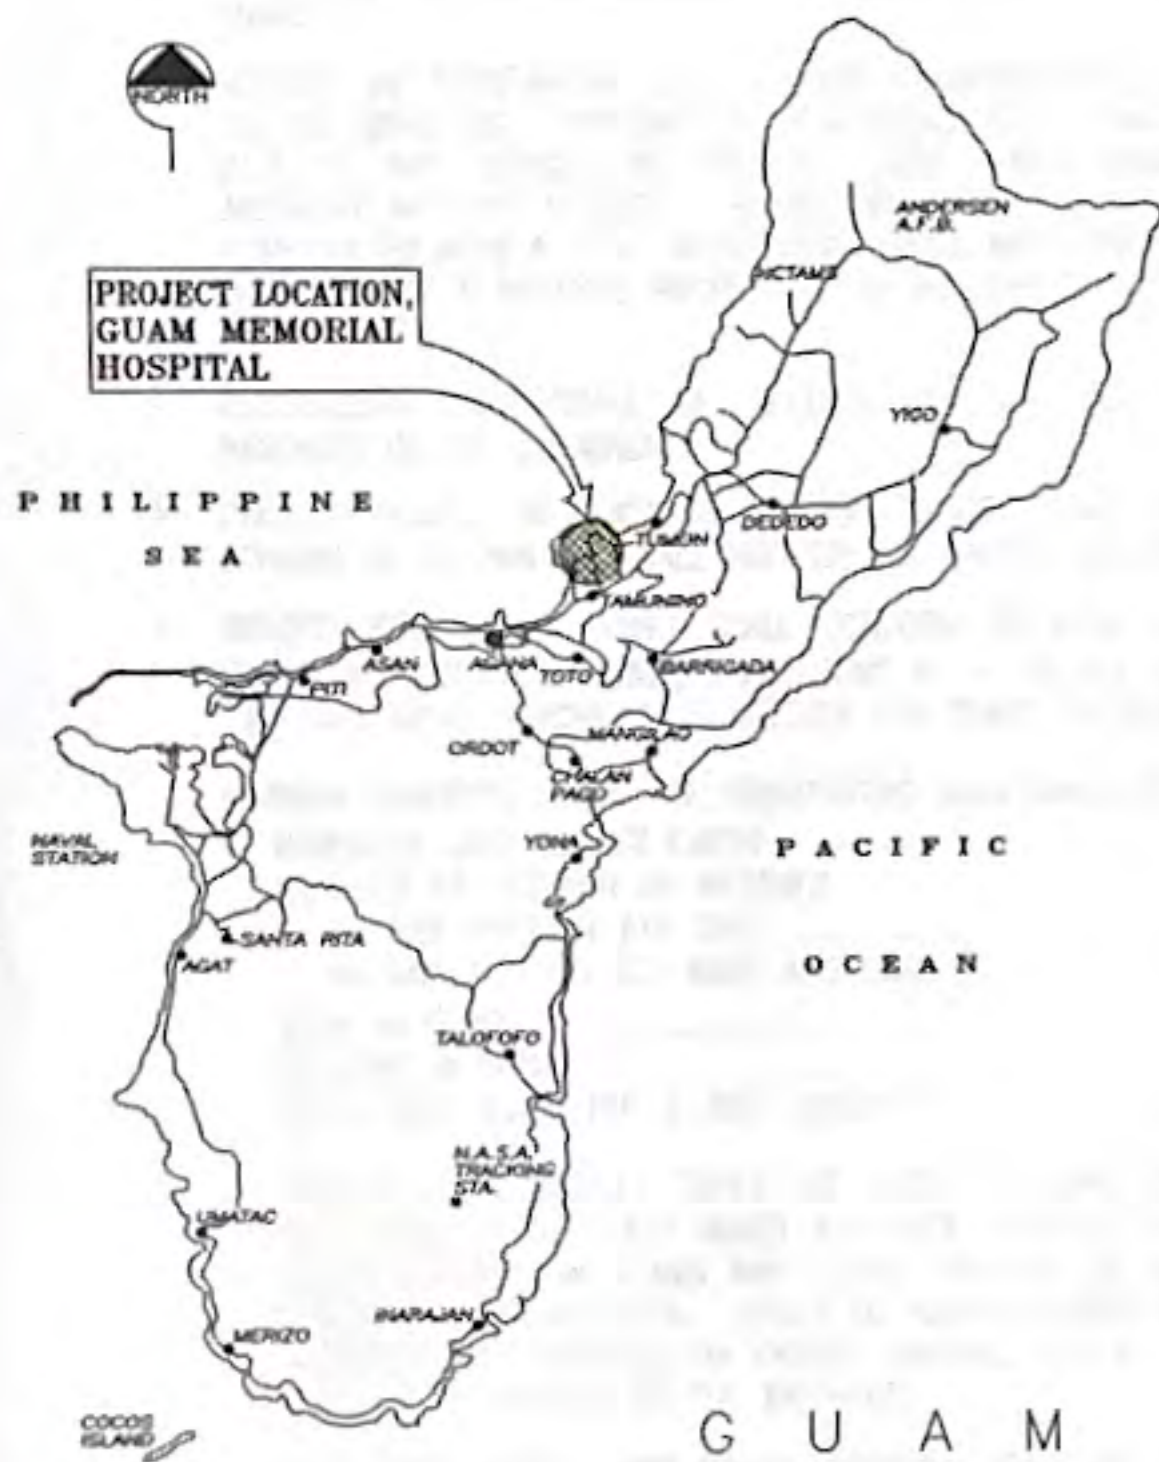 NORTH
ANDERSEN
A.F.B.
PROJECT LOCATION,
GUAM MEMORIAL
HOSPITAL
YIGO
PHILIPPINE
SEA
DEDEDO
TUMON
ASAN
AGANA
TOTO
BARRIGADA
PITI
ORDOT
MANGILAO
CHALAN
PAGO
NAVAL
STATION
YONA
PACIFIC
SANTA RITA
AGAT
OCEAN
TALOFOFO
N.A.S.A.
TRACKING
STA.
UMATAC
INARAJAN
MERIZO
COCOS
ISLAND
GUAM